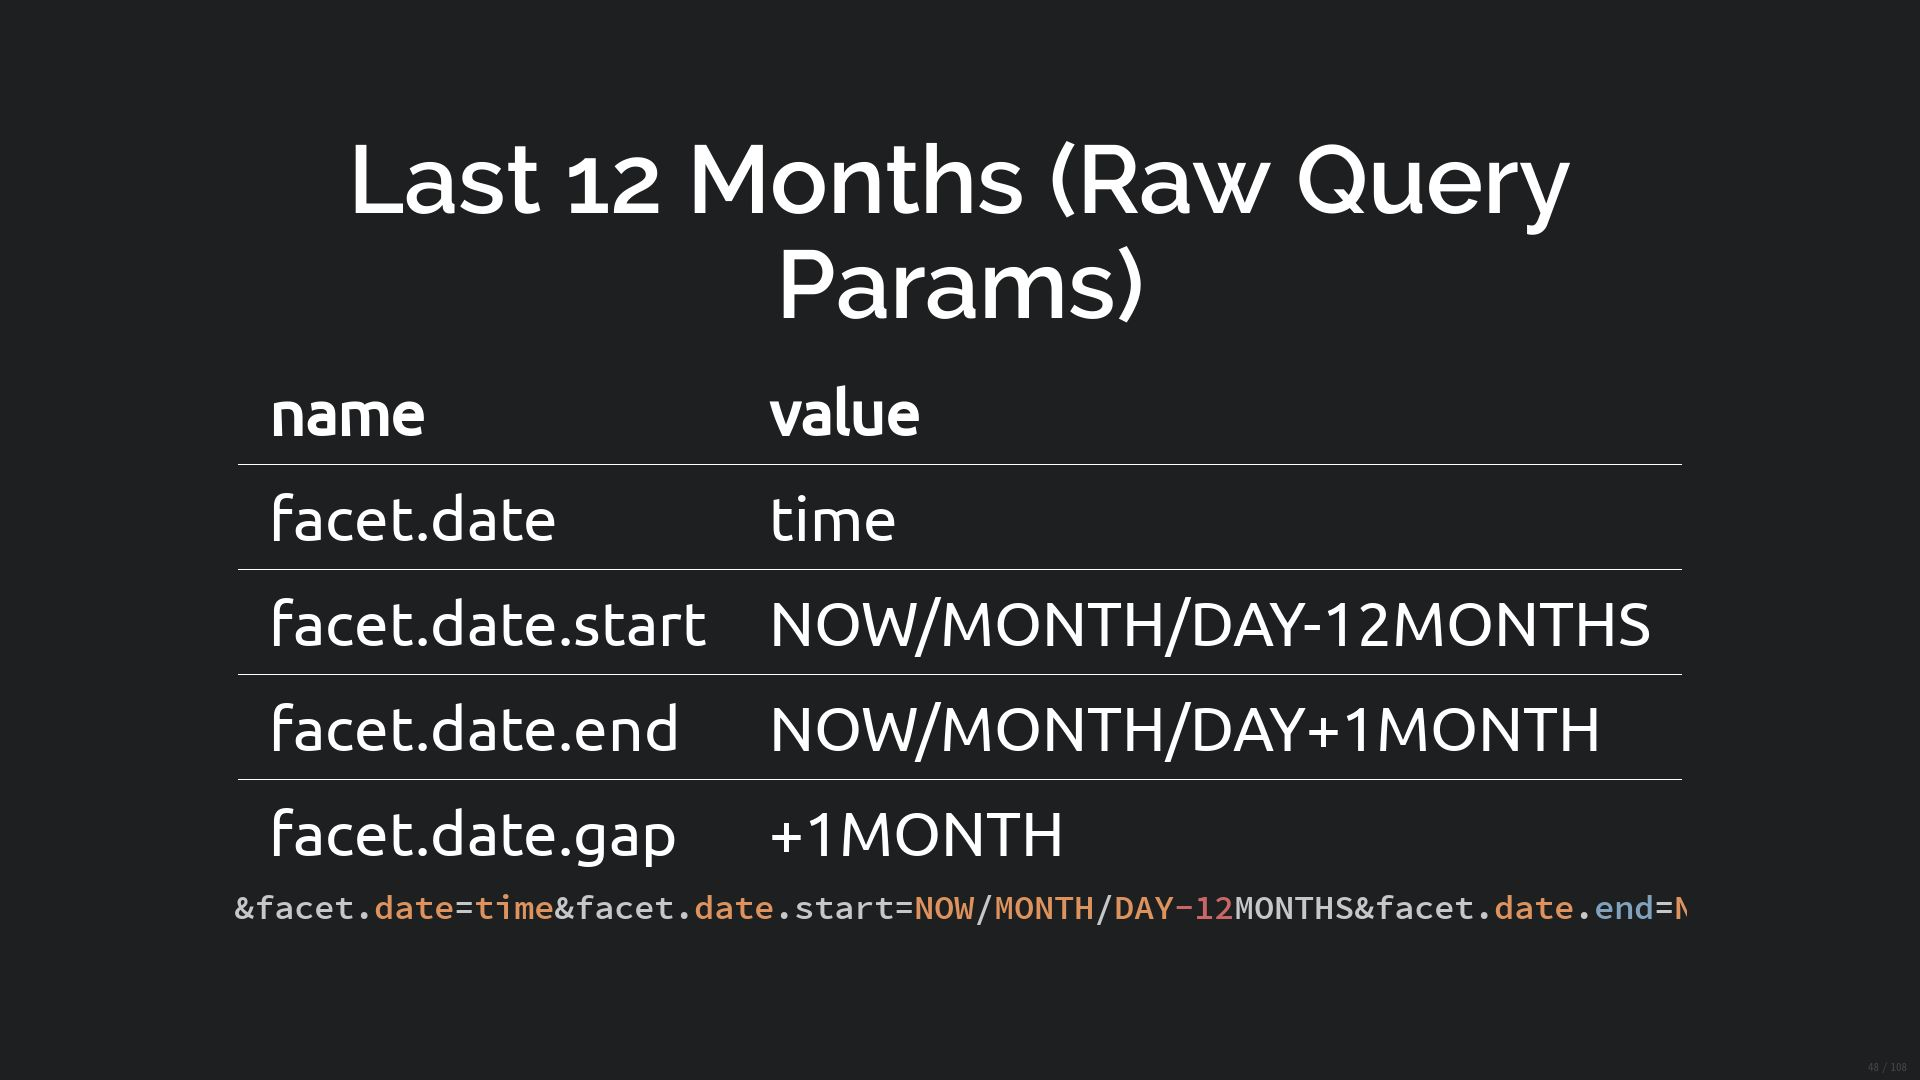 Last 12 Months (Raw Query
Params)
name value
facet.date time
facet.date.start NOW/MONTH/DAY-12MONTHS
facet.date.end NOW/MONTH/DAY+1MONTH
facet.date.gap +1MONTH
&facet.date=time&facet.date.start=NOW/MONTH/DAY-12MONTHS&facet.date.end=N
48 / 108